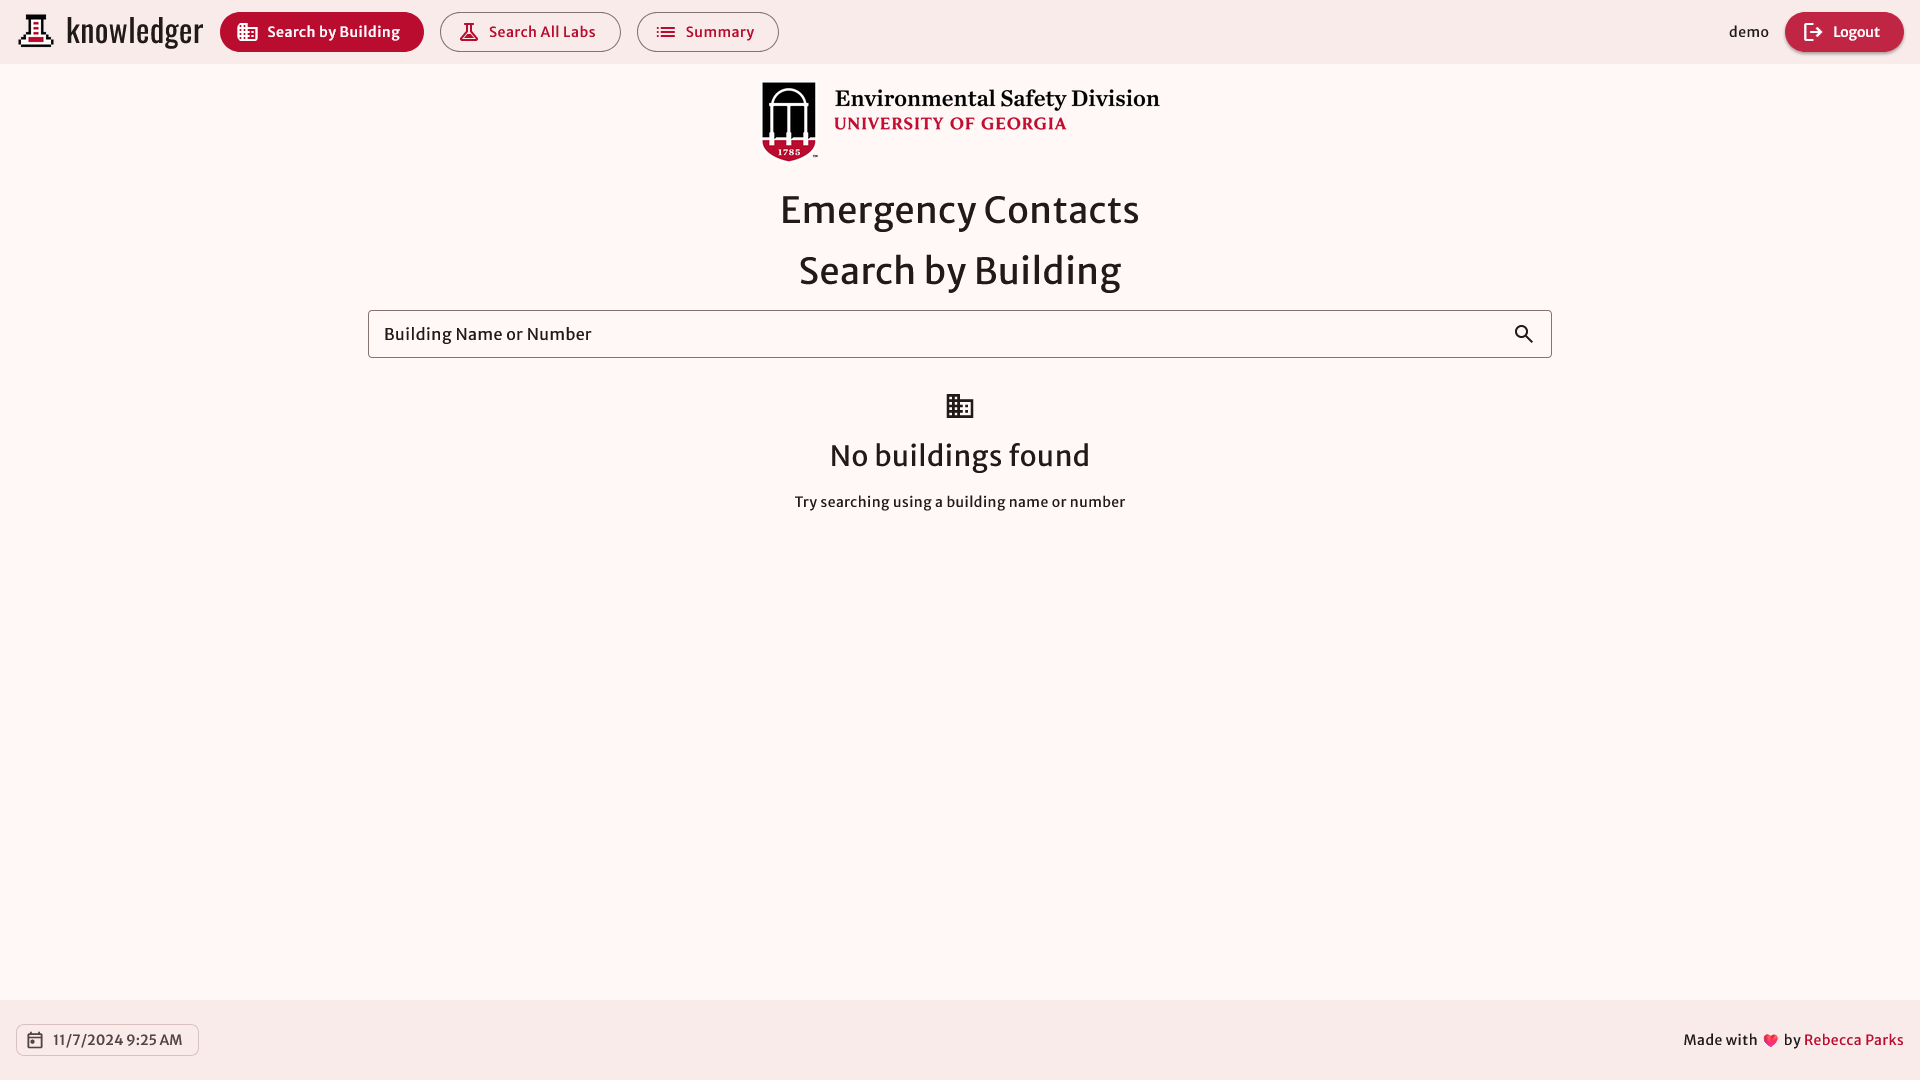 knowledger
Search by Building
Search All Labs
Summary
demo
Logout
1785
™
Environmental Safety Division
UNIVERSITY OF GEORGIA
Emergency Contacts
Search by Building
Building Name or Number
No buildings found
Try searching using a building name or number
11/7/2024 9:25 AM
Made with ❤️ by Rebecca Parks